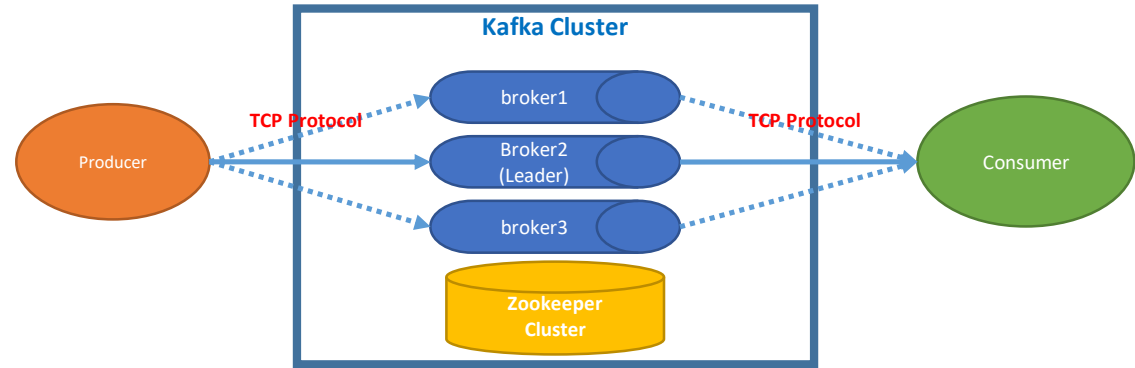 Kafka Cluster
broker1
TCP Protocol
TCP Protocol
Producer
Broker2
(Leader)
Consumer
broker3
Zookeeper
Cluster